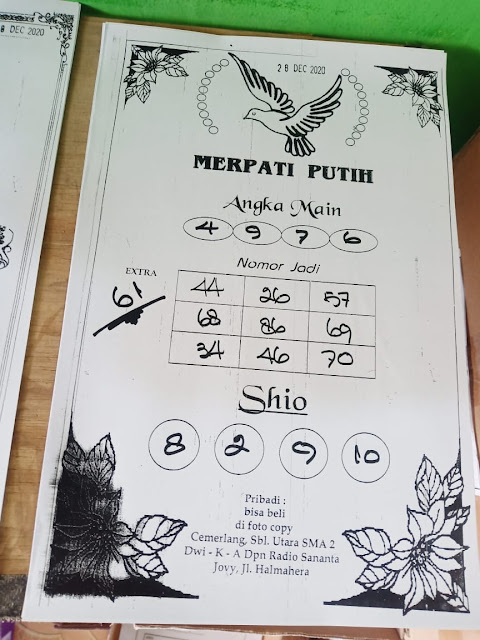 8 DEC 2020
28 DEC 2020
MERPATI PUTIH
Angka Main
4 9 7 6
Nomor Jadi
EXTRA
61
44 26 57
68 86 69
34 46 70
Shio
8 2 9 10
Pribadi :
bisa beli
di foto copy
Cemerlang, Sbl. Utara SMA 2
Dwi - K - A Dpn Radio Sananta
Jovy, Jl. Halmahera